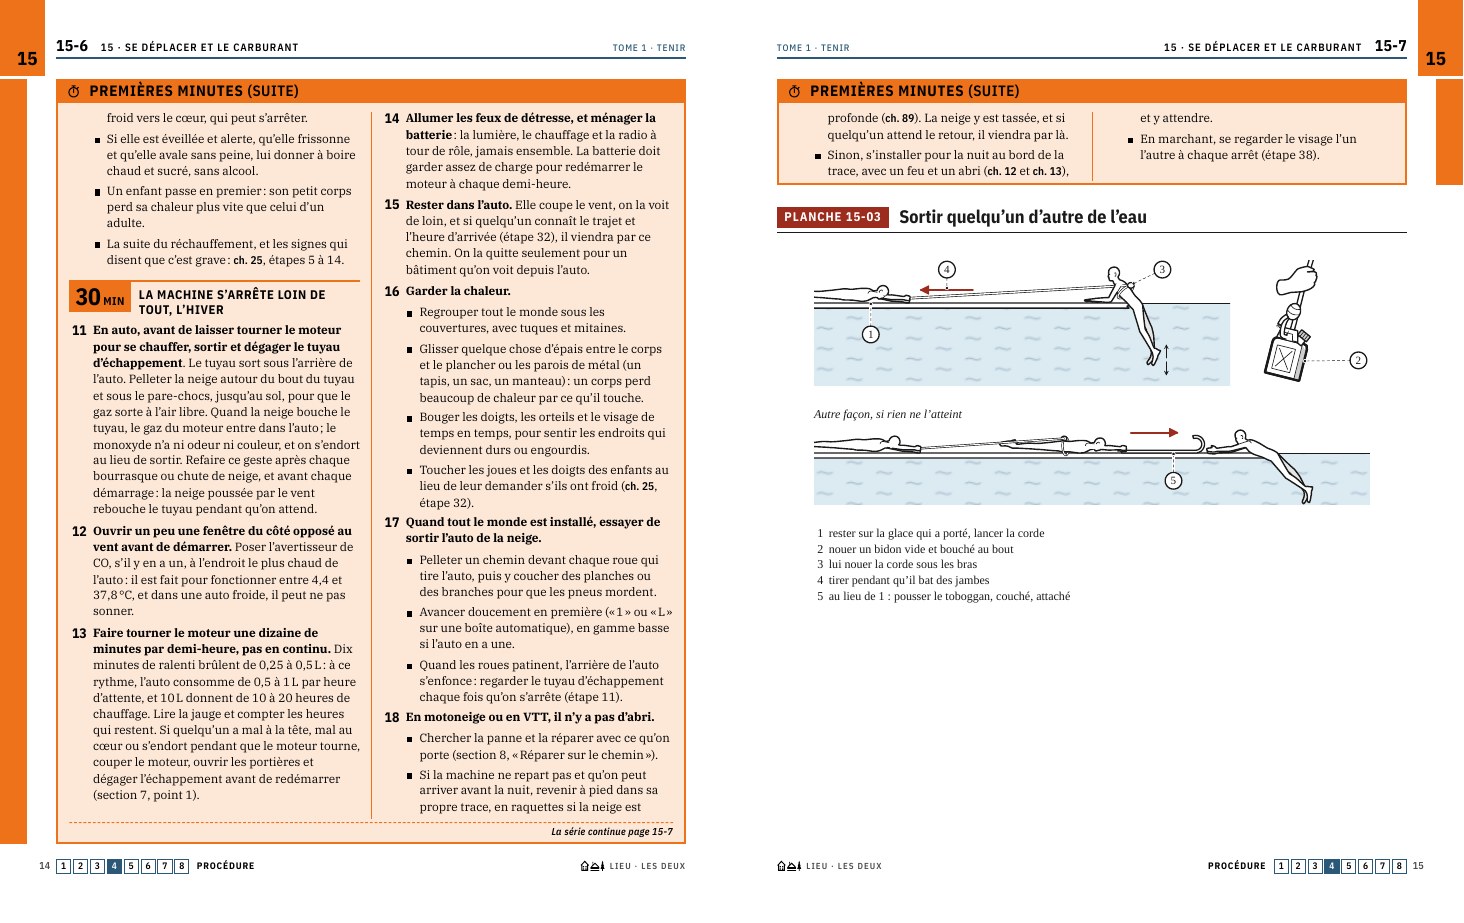 15
15-6 15 · SE DÉPLACER ET LE CARBURANT
TOME 1 · TENIR
PREMIÈRES MINUTES (SUITE)
froid vers le cœur, qui peut s’arrêter.
Si elle est éveillée et alerte, qu’elle frissonne
et qu’elle avale sans peine, lui donner à boire
chaud et sucré, sans alcool.
Un enfant passe en premier : son petit corps
perd sa chaleur plus vite que celui d’un
adulte.
La suite du réchauffement, et les signes qui
disent que c’est grave : ch. 25, étapes 5 à 14.
30 MIN
LA MACHINE S’ARRÊTE LOIN DE
TOUT, L’HIVER
11 En auto, avant de laisser tourner le moteur
pour se chauffer, sortir et dégager le tuyau
d’échappement. Le tuyau sort sous l’arrière de
l’auto. Pelleter la neige autour du bout du tuyau
et sous le pare-chocs, jusqu’au sol, pour que le
gaz sorte à l’air libre. Quand la neige bouche le
tuyau, le gaz du moteur entre dans l’auto ; le
monoxyde n’a ni odeur ni couleur, et on s’endort
au lieu de sortir. Refaire ce geste après chaque
bourrasque ou chute de neige, et avant chaque
démarrage : la neige poussée par le vent
rebouche le tuyau pendant qu’on attend.
12 Ouvrir un peu une fenêtre du côté opposé au
vent avant de démarrer. Poser l’avertisseur de
CO, s’il y en a un, à l’endroit le plus chaud de
l’auto : il est fait pour fonctionner entre 4,4 et
37,8 °C, et dans une auto froide, il peut ne pas
sonner.
13 Faire tourner le moteur une dizaine de
minutes par demi-heure, pas en continu. Dix
minutes de ralenti brûlent de 0,25 à 0,5 L : à ce
rythme, l’auto consomme de 0,5 à 1 L par heure
d’attente, et 10 L donnent de 10 à 20 heures de
chauffage. Lire la jauge et compter les heures
qui restent. Si quelqu’un a mal à la tête, mal au
cœur ou s’endort pendant que le moteur tourne,
couper le moteur, ouvrir les portières et
dégager l’échappement avant de redémarrer
(section 7, point 1).
14 Allumer les feux de détresse, et ménager la
batterie : la lumière, le chauffage et la radio à
tour de rôle, jamais ensemble. La batterie doit
garder assez de charge pour redémarrer le
moteur à chaque demi-heure.
15 Rester dans l’auto. Elle coupe le vent, on la voit
de loin, et si quelqu’un connaît le trajet et
l’heure d’arrivée (étape 32), il viendra par ce
chemin. On la quitte seulement pour un
bâtiment qu’on voit depuis l’auto.
16 Garder la chaleur.
Regrouper tout le monde sous les
couvertures, avec tuques et mitaines.
Glisser quelque chose d’épais entre le corps
et le plancher ou les parois de métal (un
tapis, un sac, un manteau) : un corps perd
beaucoup de chaleur par ce qu’il touche.
Bouger les doigts, les orteils et le visage de
temps en temps, pour sentir les endroits qui
deviennent durs ou engourdis.
Toucher les joues et les doigts des enfants au
lieu de leur demander s’ils ont froid (ch. 25,
étape 32).
17 Quand tout le monde est installé, essayer de
sortir l’auto de la neige.
Pelleter un chemin devant chaque roue qui
tire l’auto, puis y coucher des planches ou
des branches pour que les pneus mordent.
Avancer doucement en première (« 1 » ou « L »
sur une boîte automatique), en gamme basse
si l’auto en a une.
Quand les roues patinent, l’arrière de l’auto
s’enfonce : regarder le tuyau d’échappement
chaque fois qu’on s’arrête (étape 11).
18 En motoneige ou en VTT, il n’y a pas d’abri.
Chercher la panne et la réparer avec ce qu’on
porte (section 8, « Réparer sur le chemin »).
Si la machine ne repart pas et qu’on peut
arriver avant la nuit, revenir à pied dans sa
propre trace, en raquettes si la neige est
La série continue page 15-7
14 1 2 3 4 5 6 7 8 PROCÉDURE
LIEU · LES DEUX
TOME 1 · TENIR
15 · SE DÉPLACER ET LE CARBURANT 15-7
15
PREMIÈRES MINUTES (SUITE)
profonde (ch. 89). La neige y est tassée, et si
quelqu’un attend le retour, il viendra par là.
Sinon, s’installer pour la nuit au bord de la
trace, avec un feu et un abri (ch. 12 et ch. 13),
et y attendre.
En marchant, se regarder le visage l’un
l’autre à chaque arrêt (étape 38).
PLANCHE 15-03 Sortir quelqu’un d’autre de l’eau
4
3
1
2
Autre façon, si rien ne l’atteint
5
1 rester sur la glace qui a porté, lancer la corde
2 nouer un bidon vide et bouché au bout
3 lui nouer la corde sous les bras
4 tirer pendant qu’il bat des jambes
5 au lieu de 1 : pousser le toboggan, couché, attaché
LIEU · LES DEUX
PROCÉDURE 1 2 3 4 5 6 7 8 15